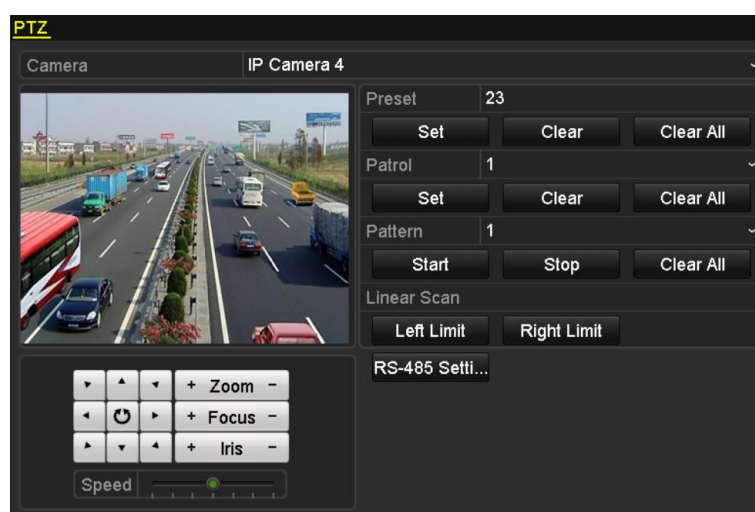 PTZ
Camera IP Camera 4
Preset 23
Set Clear Clear All
Patrol 1
Set Clear Clear All
Pattern 1
Start Stop Clear All
Linear Scan
Left Limit Right Limit
RS-485 Setti...
+ Zoom -
+ Focus -
+ Iris -
Speed